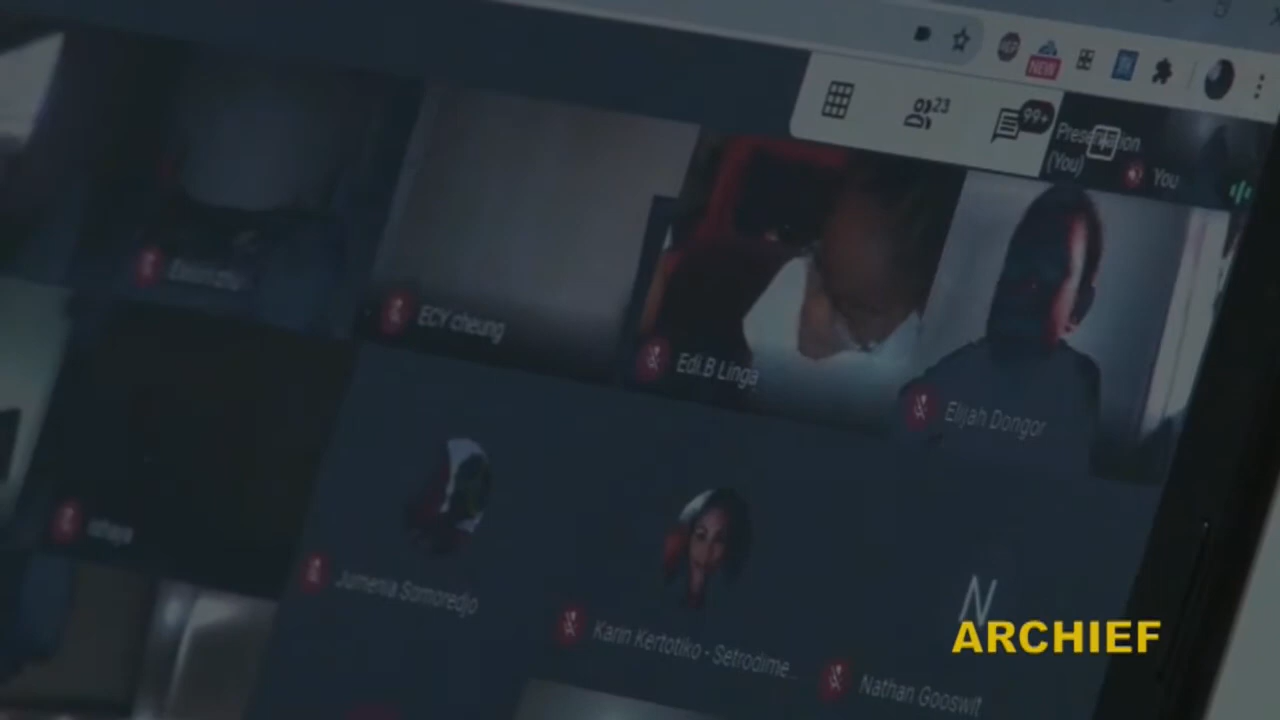 NEW
23
99+
Presentation
(You)
You
ECY cheung
Edi.B Linga
Elijah Dongor
Jumenia Somoredjo
Karin Kertotiko - Setrodime...
N
Nathan Gooswit
ARCHIEF